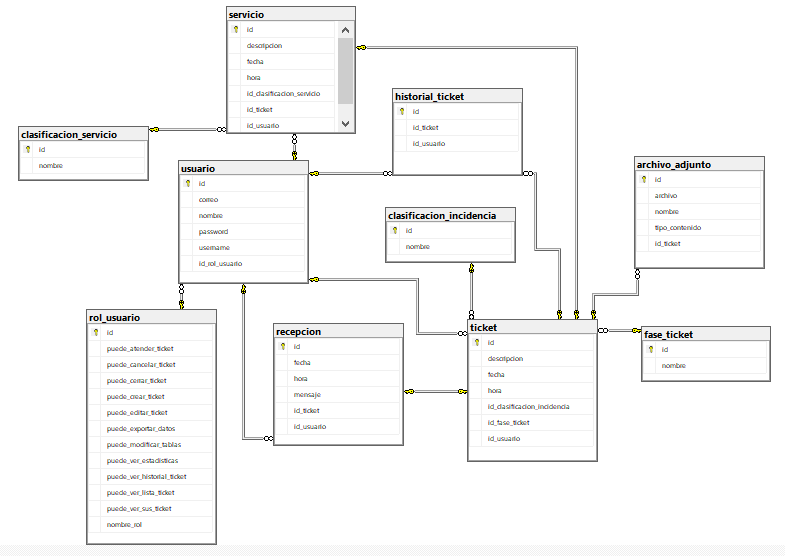 servicio
id
descripcion
fecha
hora
id_clasificacion_servicio
id_ticket
id_usuario
historial_ticket
id
id_ticket
id_usuario
clasificacion_servicio
id
nombre
usuario
id
correo
nombre
password
username
id_rol_usuario
archivo_adjunto
id
archivo
nombre
tipo_contenido
id_ticket
clasificacion_incidencia
id
nombre
rol_usuario
id
puede_atender_ticket
puede_cancelar_ticket
puede_cerrar_ticket
puede_crear_ticket
puede_editar_ticket
puede_exportar_datos
puede_modificar_tablas
puede_ver_estadisticas
puede_ver_historial_ticket
puede_ver_lista_ticket
puede_ver_sus_ticket
nombre_rol
recepcion
id
fecha
hora
mensaje
id_ticket
id_usuario
ticket
id
descripcion
fecha
hora
id_clasificacion_incidencia
id_fase_ticket
id_usuario
fase_ticket
id
nombre